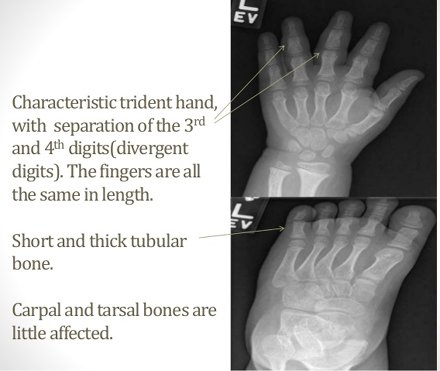 Characteristic trident hand,
with separation of the 3rd
and 4th digits(divergent
digits). The fingers are all
the same in length.
Short and thick tubular
bone.
Carpal and tarsal bones are
little affected.
L
EV
L
EV